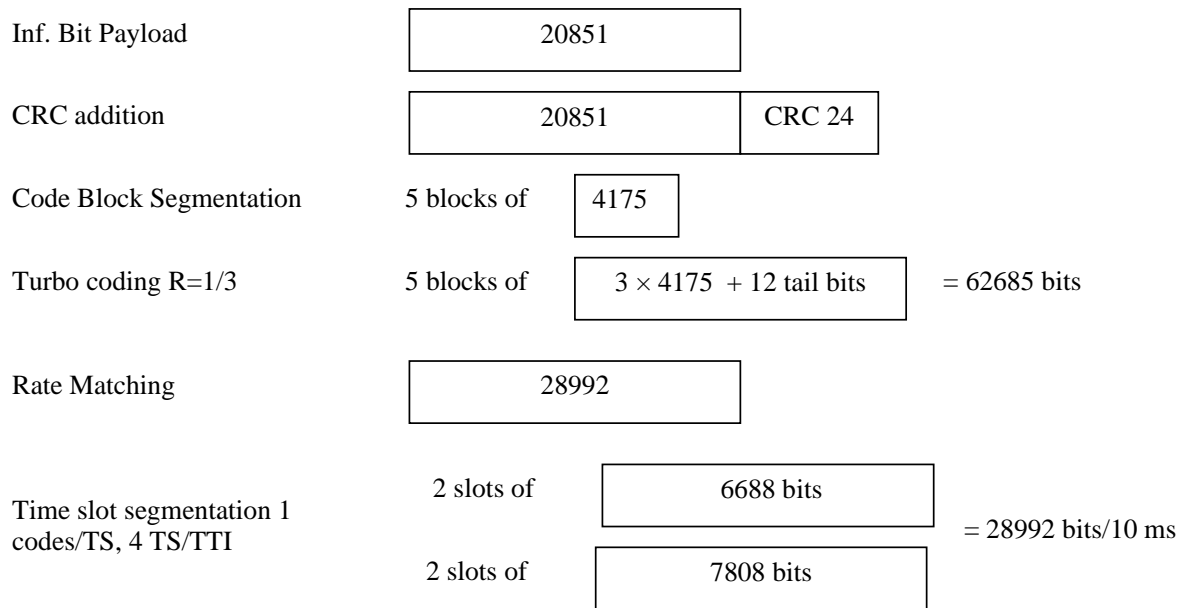 Inf. Bit Payload 20851
CRC addition 20851 CRC 24
Code Block Segmentation 5 blocks of 4175
Turbo coding R=1/3 5 blocks of 3 × 4175 + 12 tail bits = 62685 bits
Rate Matching 28992
2 slots of 6688 bits
Time slot segmentation 1
codes/TS, 4 TS/TTI
= 28992 bits/10 ms
2 slots of 7808 bits